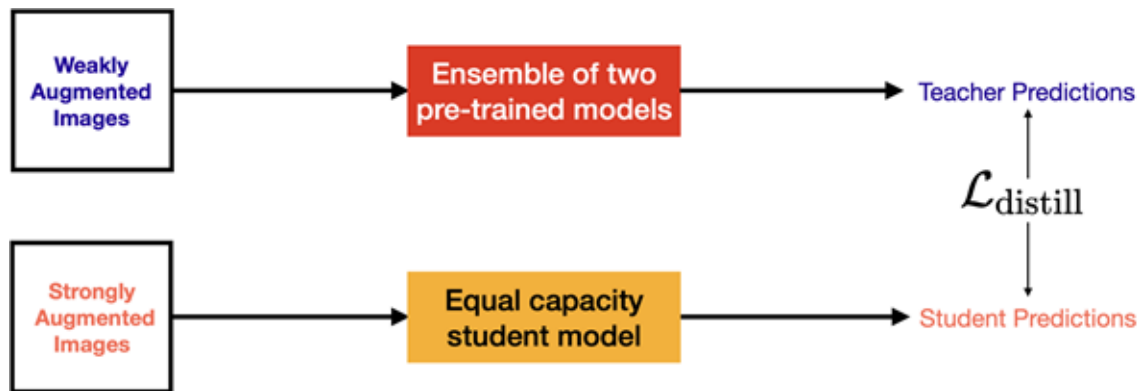 Weakly
Augmented
Images
Ensemble of two
pre-trained models
Teacher Predictions
ℒdistill
Strongly
Augmented
Images
Equal capacity
student model
Student Predictions